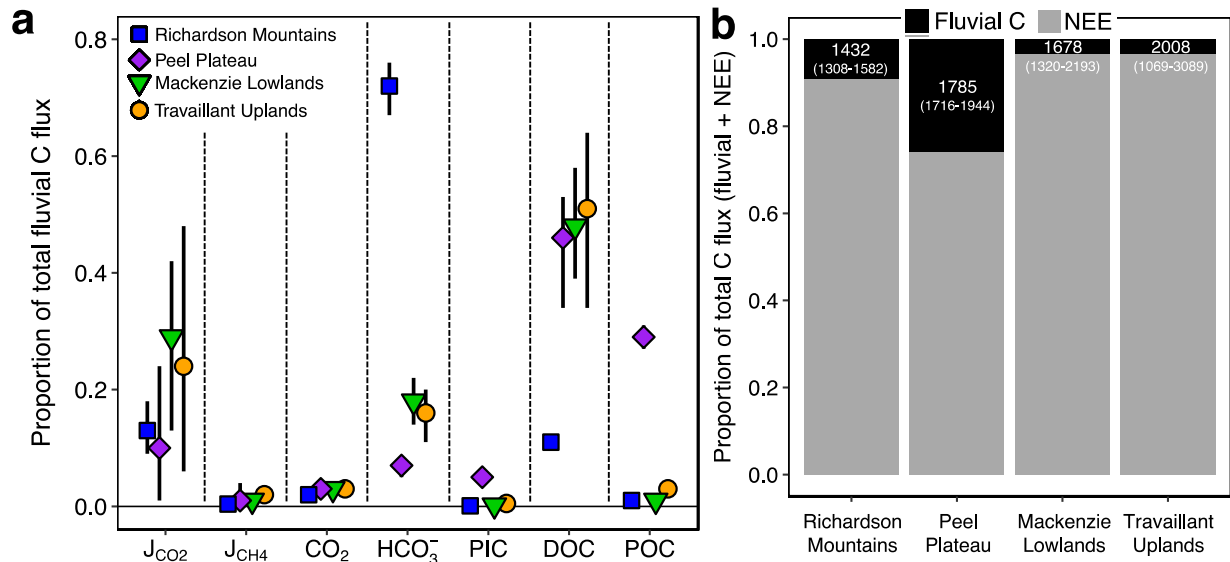 a
Proportion of total fluvial C flux
0.8
0.6
0.4
0.2
0.0
Richardson Mountains
Peel Plateau
Mackenzie Lowlands
Travaillant Uplands
J_CO2
J_CH4
CO₂
HCO₃⁻
PIC
DOC
POC
b
Fluvial C
NEE
Proportion of total C flux (fluvial + NEE)
1.0
0.8
0.6
0.4
0.2
0.0
1432
(1308-1582)
1785
(1716-1944)
1678
(1320-2193)
2008
(1069-3089)
Richardson
Mountains
Peel
Plateau
Mackenzie
Lowlands
Travaillant
Uplands